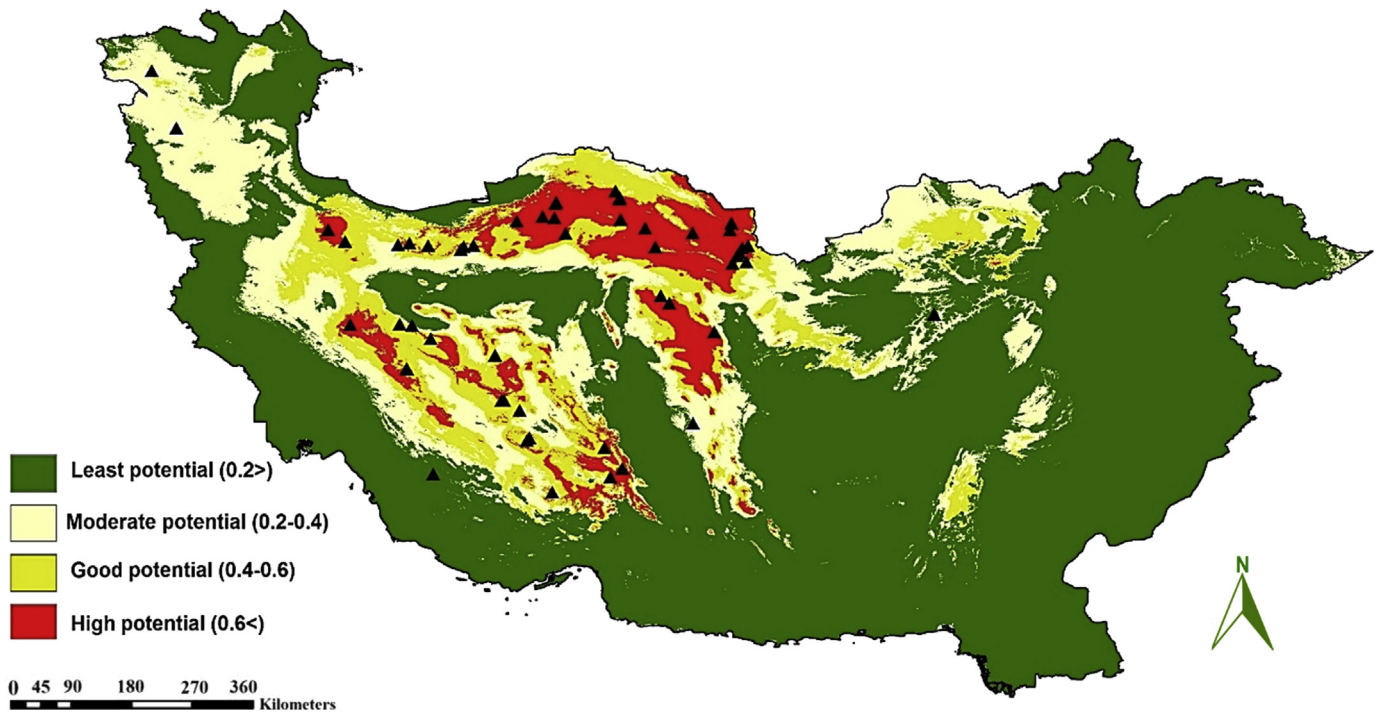 Least potential (0.2>)
Moderate potential (0.2-0.4)
Good potential (0.4-0.6)
High potential (0.6<)
N
0 45 90 180 270 360
Kilometers